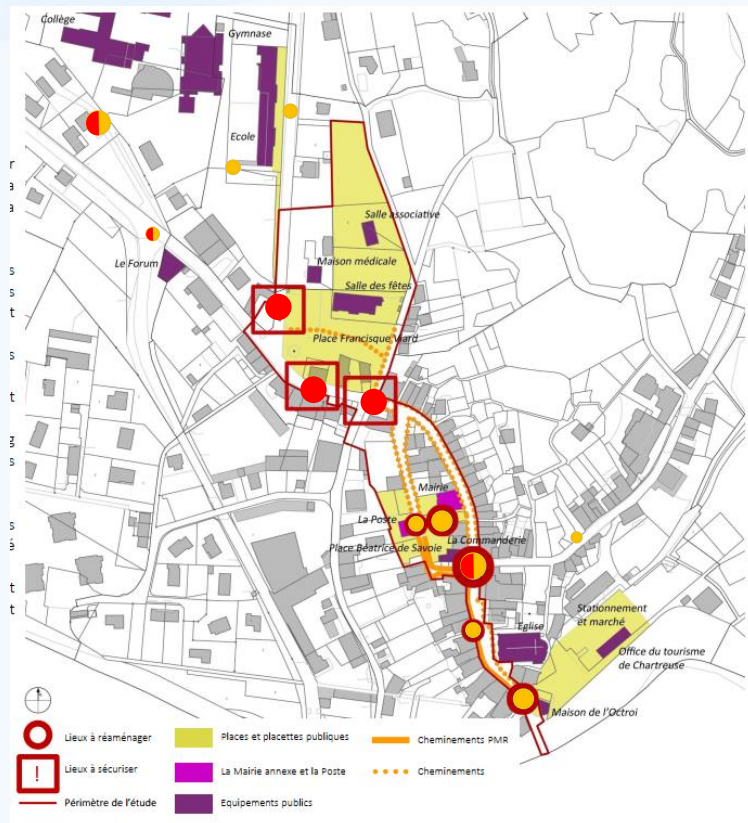 Collège
Gymnase
Ecole
Salle associative
Le Forum
Maison médicale
Salle des fêtes
Place Francisque Viard
Mairie
La Poste
La Commanderie
Place Béatrice de Savoie
Stationnement
et marché
Eglise
Office du tourisme
de Chartreuse
Maison de l'Octroi
Lieux à réaménager
Places et placettes publiques
Cheminements PMR
!
Lieux à sécuriser
La Mairie annexe et la Poste
Cheminements
Périmètre de l'étude
Equipements publics